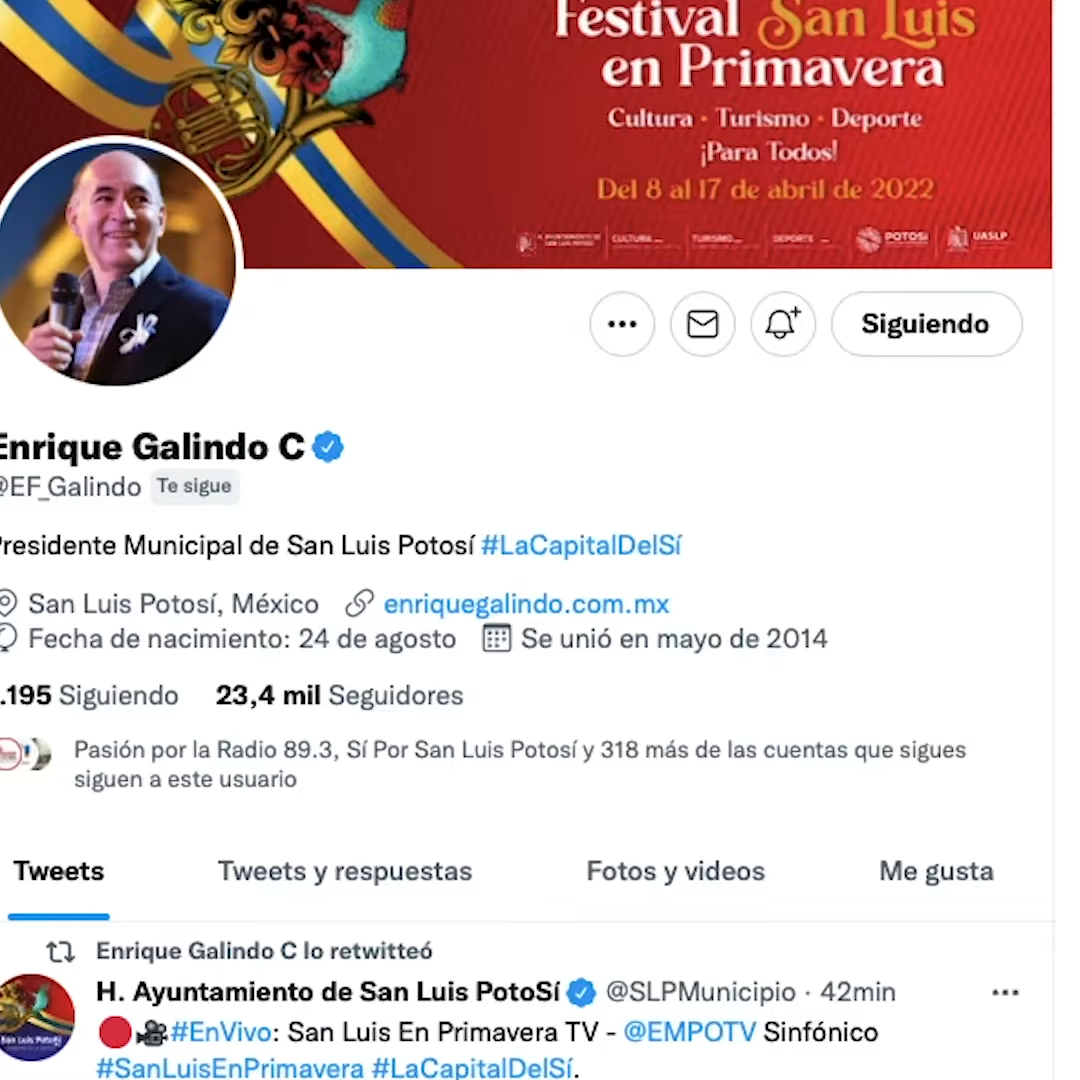 Festival San Luis
en Primavera
Cultura · Turismo · Deporte
¡Para Todos!
Del 8 al 17 de abril de 2022
CULTURA
TURISMO
DEPORTE
POTOSÍ
UASLP
Siguiendo
Enrique Galindo C
@EF_Galindo Te sigue
Presidente Municipal de San Luis Potosí #LaCapitalDelSí
San Luis Potosí, México enriquegalindo.com.mx
Fecha de nacimiento: 24 de agosto Se unió en mayo de 2014
.195 Siguiendo 23,4 mil Seguidores
Pasión por la Radio 89.3, Sí Por San Luis Potosí y 318 más de las cuentas que sigues
siguen a este usuario
Tweets Tweets y respuestas Fotos y videos Me gusta
Enrique Galindo C lo retwitteó
H. Ayuntamiento de San Luis PotoSí @SLPMunicipio · 42min
#EnVivo: San Luis En Primavera TV - @EMPOTV Sinfónico
#SanLuisEnPrimavera #LaCapitalDelSí.